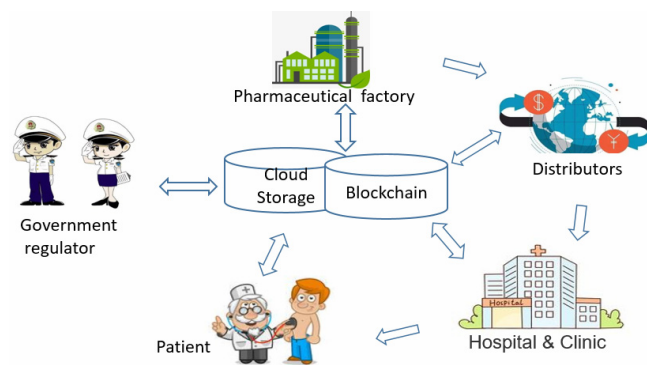 Pharmaceutical factory
$
¥
Distributors
Cloud
Storage
Blockchain
Government
regulator
Hospital
Hospital & Clinic
Patient